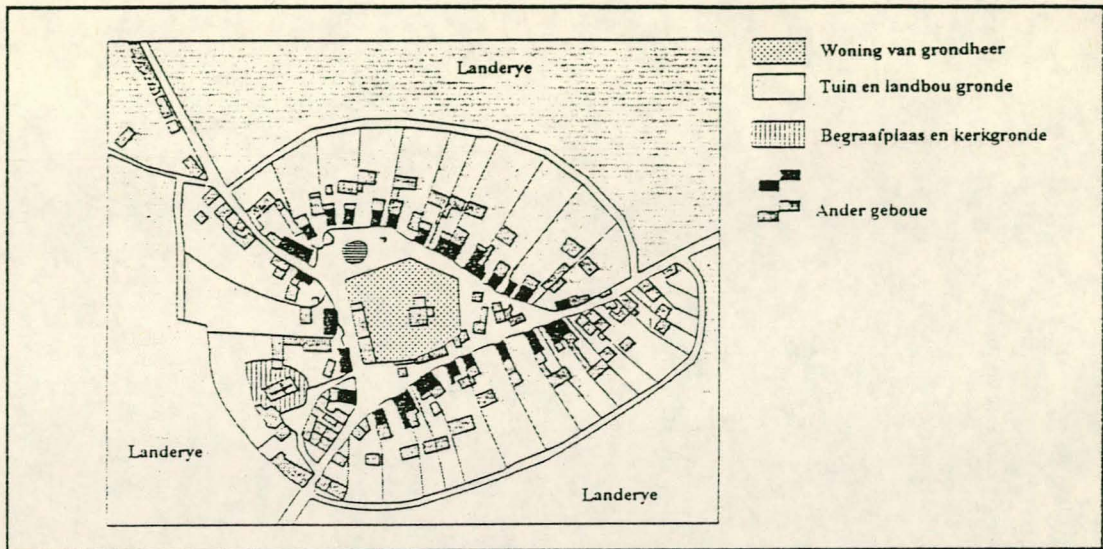 Landerye
Woning van grondheer
Tuin en landbou gronde
Begraafplaas en kerkgronde
Ander geboue
Landerye
Landerye